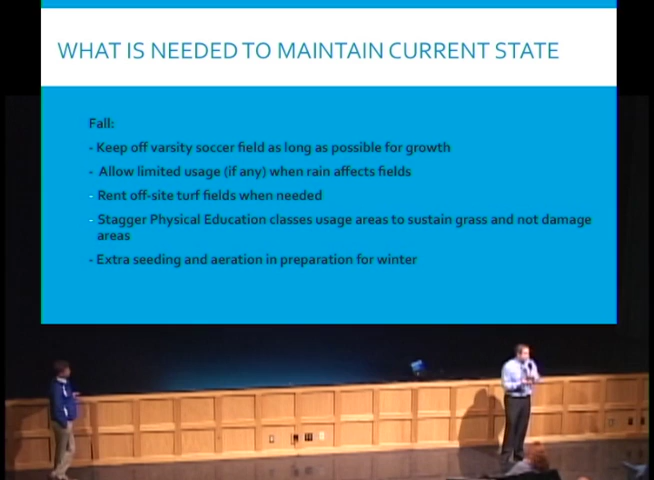 WHAT IS NEEDED TO MAINTAIN CURRENT STATE
Fall:
- Keep off varsity soccer field as long as possible for growth
- Allow limited usage (if any) when rain affects fields
- Rent off-site turf fields when needed
- Stagger Physical Education classes usage areas to sustain grass and not damage
areas
- Extra seeding and aeration in preparation for winter